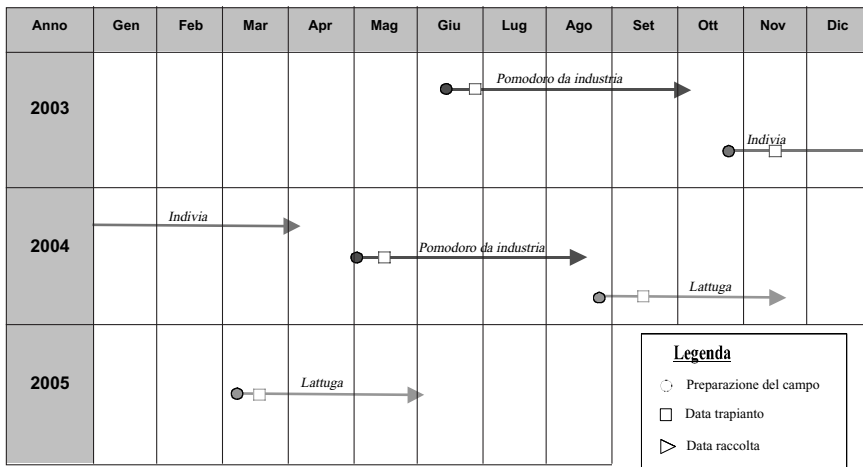 Anno Gen Feb Mar Apr Mag Giu Lug Ago Set Ott Nov Dic
Pomodoro da industria
2003
Indivia
Indivia
2004
Pomodoro da industria
Lattuga
Legenda
2005
Lattuga
Preparazione del campo
Data trapianto
Data raccolta